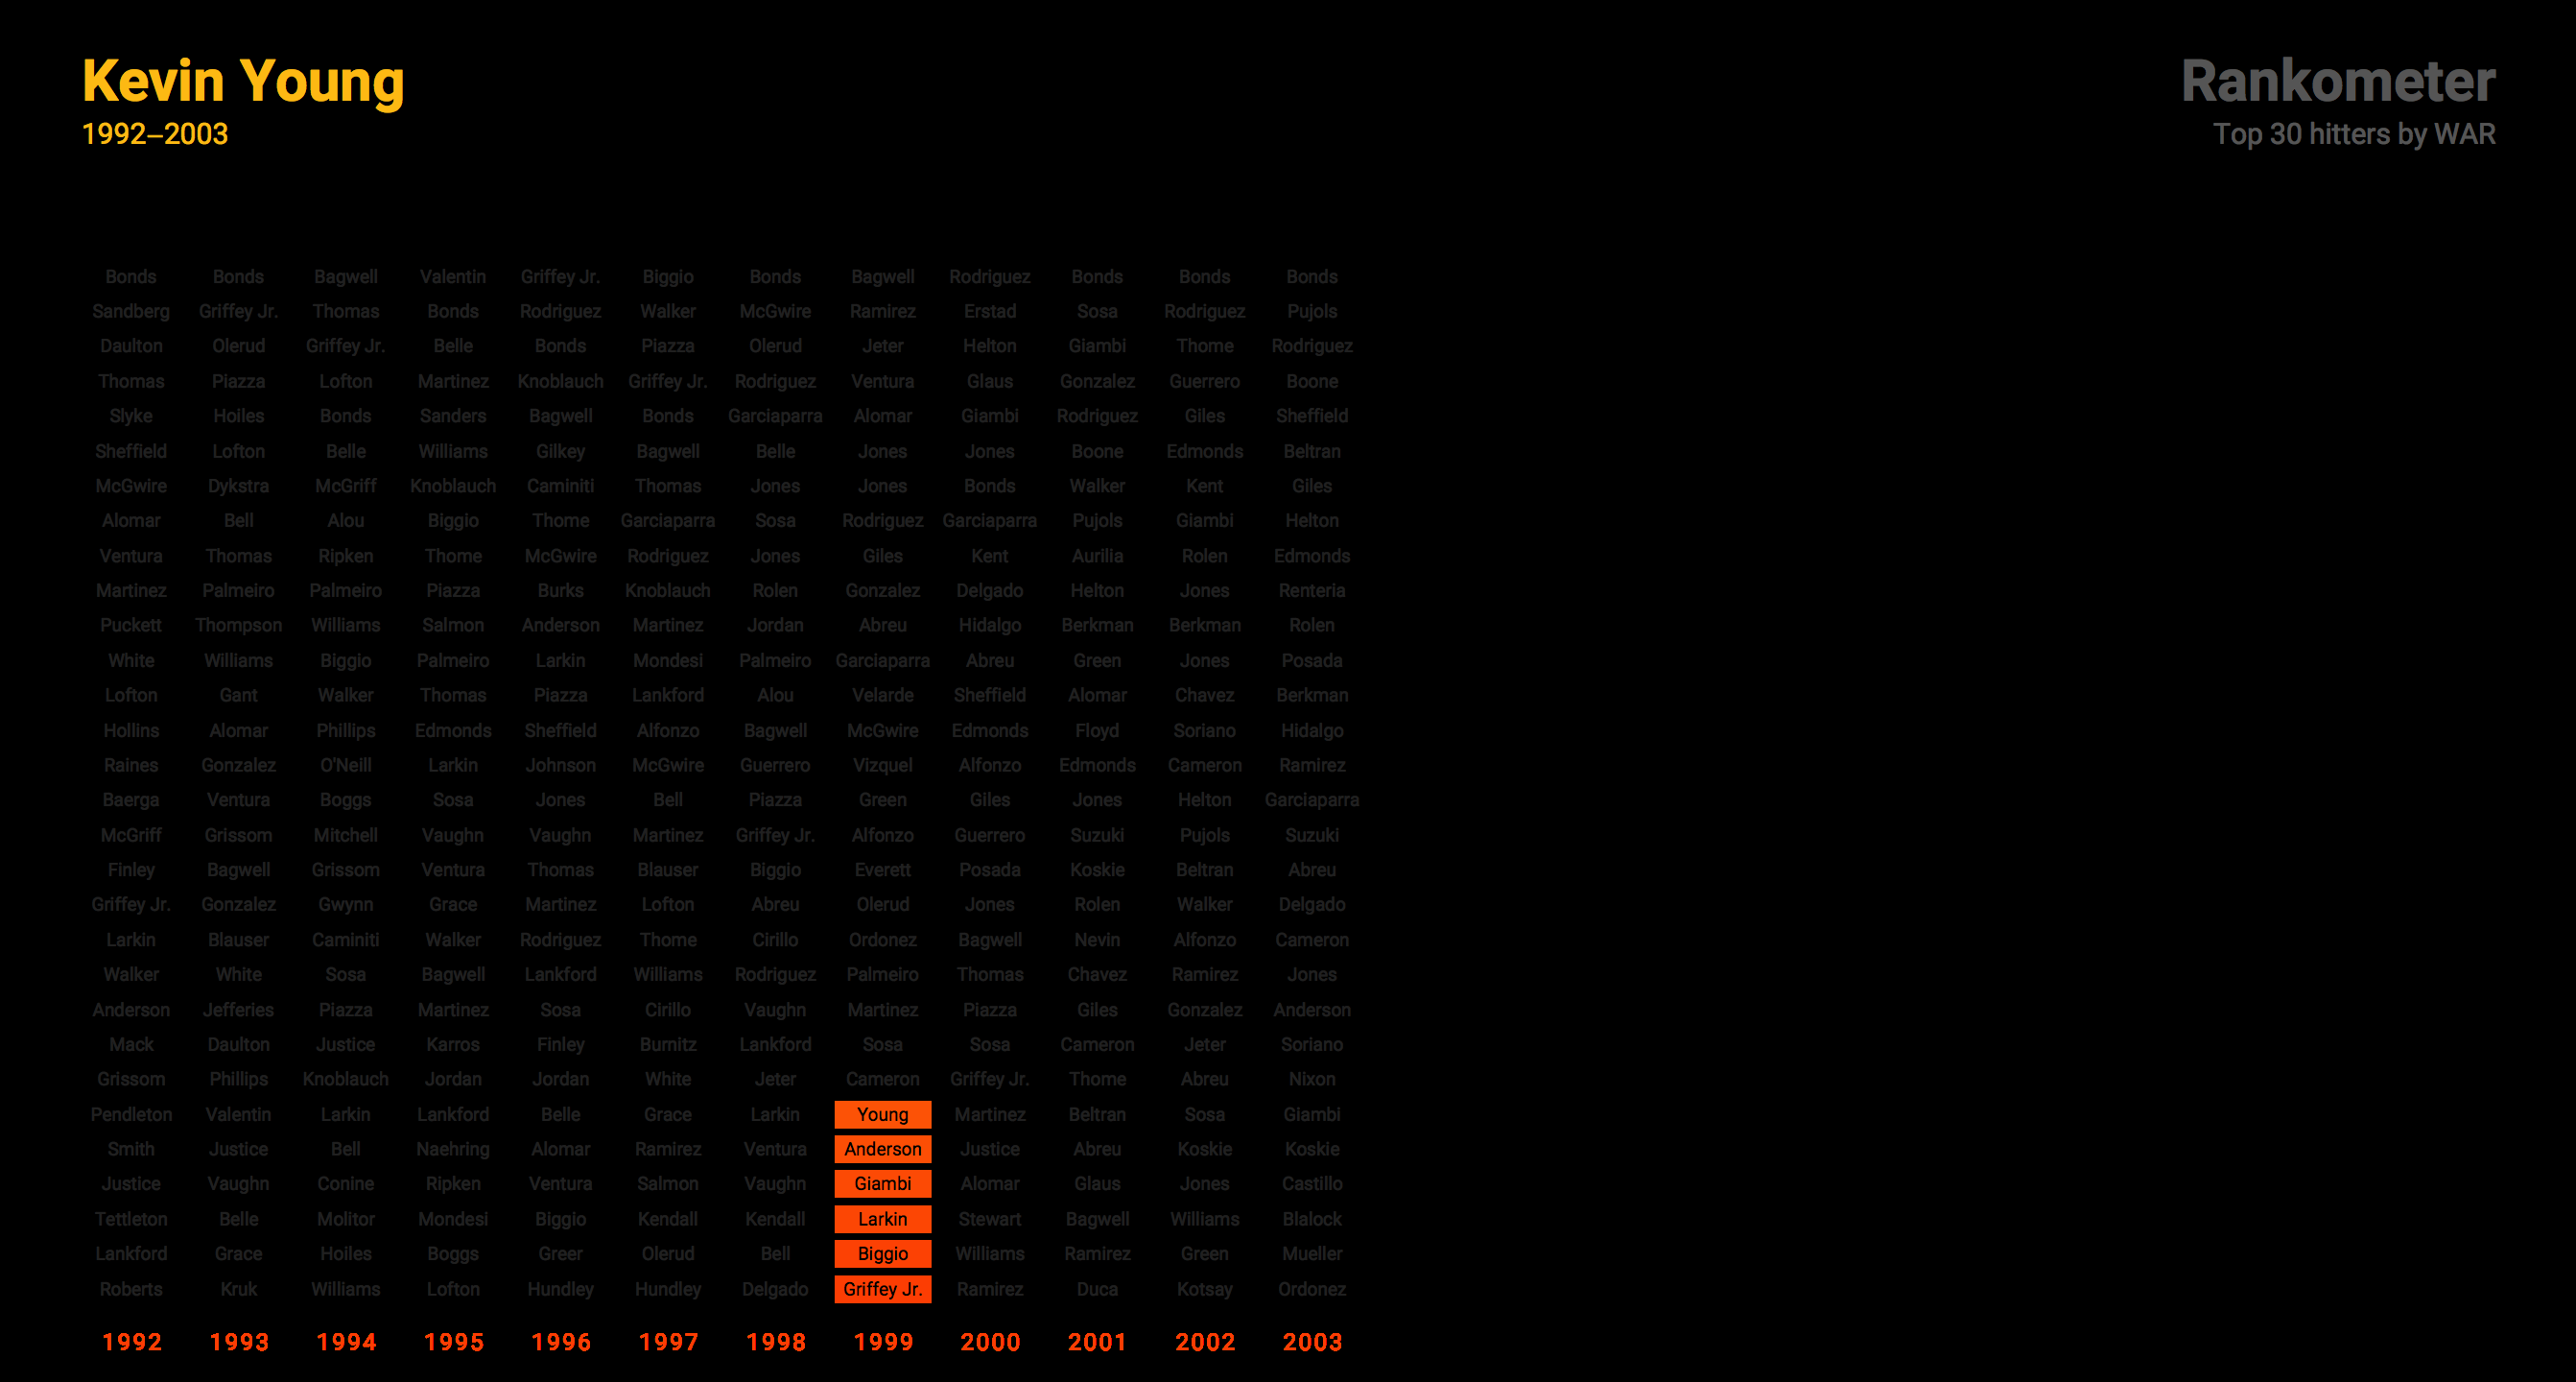 Kevin Young
1992–2003
Rankometer
Top 30 hitters by WAR
Bonds Bonds Bagwell Valentin Griffey Jr. Biggio Bonds Bagwell Rodriguez Bonds Bonds Bonds
Sandberg Griffey Jr. Thomas Bonds Rodriguez Walker McGwire Ramirez Erstad Sosa Rodriguez Pujols
Daulton Olerud Griffey Jr. Belle Bonds Piazza Olerud Jeter Helton Giambi Thome Rodriguez
Thomas Piazza Lofton Martinez Knoblauch Griffey Jr. Rodriguez Ventura Glaus Gonzalez Guerrero Boone
Slyke Hoiles Bonds Sanders Bagwell Bonds Garciaparra Alomar Giambi Rodriguez Giles Sheffield
Sheffield Lofton Belle Williams Gilkey Bagwell Belle Jones Jones Boone Edmonds Beltran
McGwire Dykstra McGriff Knoblauch Caminiti Thomas Jones Jones Bonds Walker Kent Giles
Alomar Bell Alou Biggio Thome Garciaparra Sosa Rodriguez Garciaparra Pujols Giambi Helton
Ventura Thomas Ripken Thome McGwire Rodriguez Jones Giles Kent Aurilia Rolen Edmonds
Martinez Palmeiro Palmeiro Piazza Burks Knoblauch Rolen Gonzalez Delgado Helton Jones Renteria
Puckett Thompson Williams Salmon Anderson Martinez Jordan Abreu Hidalgo Berkman Berkman Rolen
White Williams Biggio Palmeiro Larkin Mondesi Palmeiro Garciaparra Abreu Green Jones Posada
Lofton Gant Walker Thomas Piazza Lankford Alou Velarde Sheffield Alomar Chavez Berkman
Hollins Alomar Phillips Edmonds Sheffield Alfonzo Bagwell McGwire Edmonds Floyd Soriano Hidalgo
Raines Gonzalez O'Neill Larkin Johnson McGwire Guerrero Vizquel Alfonzo Edmonds Cameron Ramirez
Baerga Ventura Boggs Sosa Jones Bell Piazza Green Giles Jones Helton Garciaparra
McGriff Grissom Mitchell Vaughn Vaughn Martinez Griffey Jr. Alfonzo Guerrero Suzuki Pujols Suzuki
Finley Bagwell Grissom Ventura Thomas Blauser Biggio Everett Posada Koskie Beltran Abreu
Griffey Jr. Gonzalez Gwynn Grace Martinez Lofton Abreu Olerud Jones Rolen Walker Delgado
Larkin Blauser Caminiti Walker Rodriguez Thome Cirillo Ordonez Bagwell Nevin Alfonzo Cameron
Walker White Sosa Bagwell Lankford Williams Rodriguez Palmeiro Thomas Chavez Ramirez Jones
Anderson Jefferies Piazza Martinez Sosa Cirillo Vaughn Martinez Piazza Giles Gonzalez Anderson
Mack Daulton Justice Karros Finley Burnitz Lankford Sosa Sosa Cameron Jeter Soriano
Grissom Phillips Knoblauch Jordan Jordan White Jeter Cameron Griffey Jr. Thome Abreu Nixon
Pendleton Valentin Larkin Lankford Belle Grace Larkin Young Martinez Beltran Sosa Giambi
Smith Justice Bell Naehring Alomar Ramirez Ventura Anderson Justice Abreu Koskie Koskie
Justice Vaughn Conine Ripken Ventura Salmon Vaughn Giambi Alomar Glaus Jones Castillo
Tettleton Belle Molitor Mondesi Biggio Kendall Kendall Larkin Stewart Bagwell Williams Blalock
Lankford Grace Hoiles Boggs Greer Olerud Bell Biggio Williams Ramirez Green Mueller
Roberts Kruk Williams Lofton Hundley Hundley Delgado Griffey Jr. Ramirez Duca Kotsay Ordonez
1992 1993 1994 1995 1996 1997 1998 1999 2000 2001 2002 2003